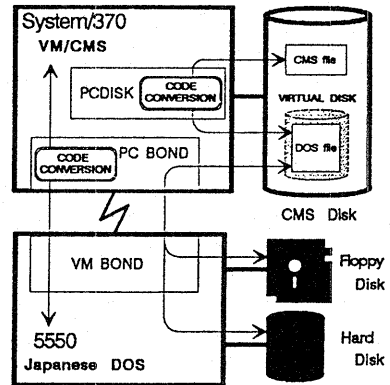 System/370
VM/CMS
PCDISK
CODE
CONVERSION
CODE
CONVERSION
PC BOND
CMS file
VIRTUAL DISK
DOS file
CMS Disk
VM BOND
5550
Japanese DOS
Floppy
Disk
Hard
Disk